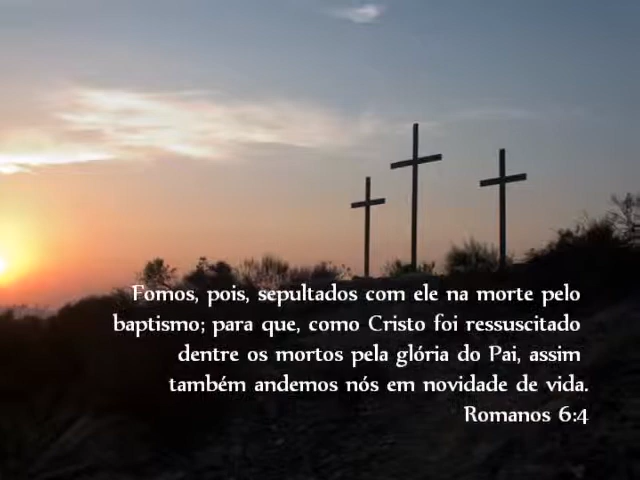 Fomos, pois, sepultados com ele na morte pelo
baptismo; para que, como Cristo foi ressuscitado
dentre os mortos pela glória do Pai, assim
também andemos nós em novidade de vida.
Romanos 6:4